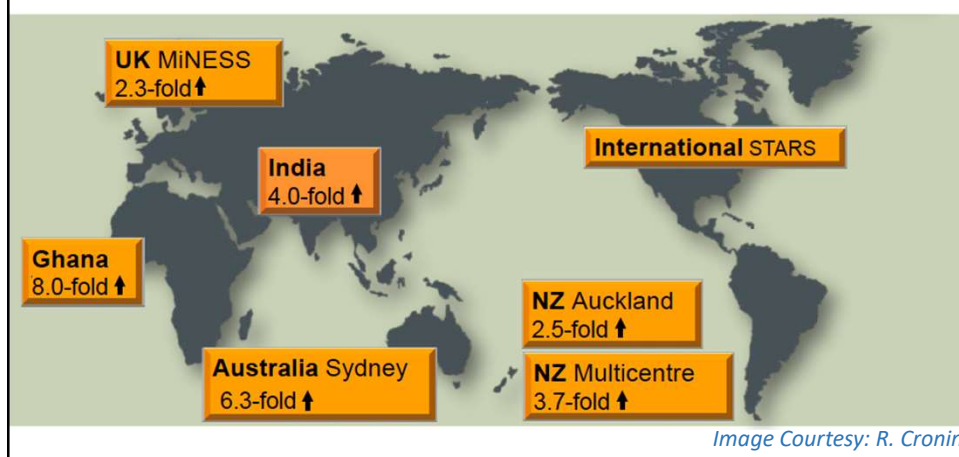 UK MiNESS
2.3-fold ↑
International STARS
India
4.0-fold ↑
Ghana
8.0-fold ↑
NZ Auckland
2.5-fold ↑
Australia Sydney
6.3-fold ↑
NZ Multicentre
3.7-fold ↑
Image Courtesy: R. Cronin